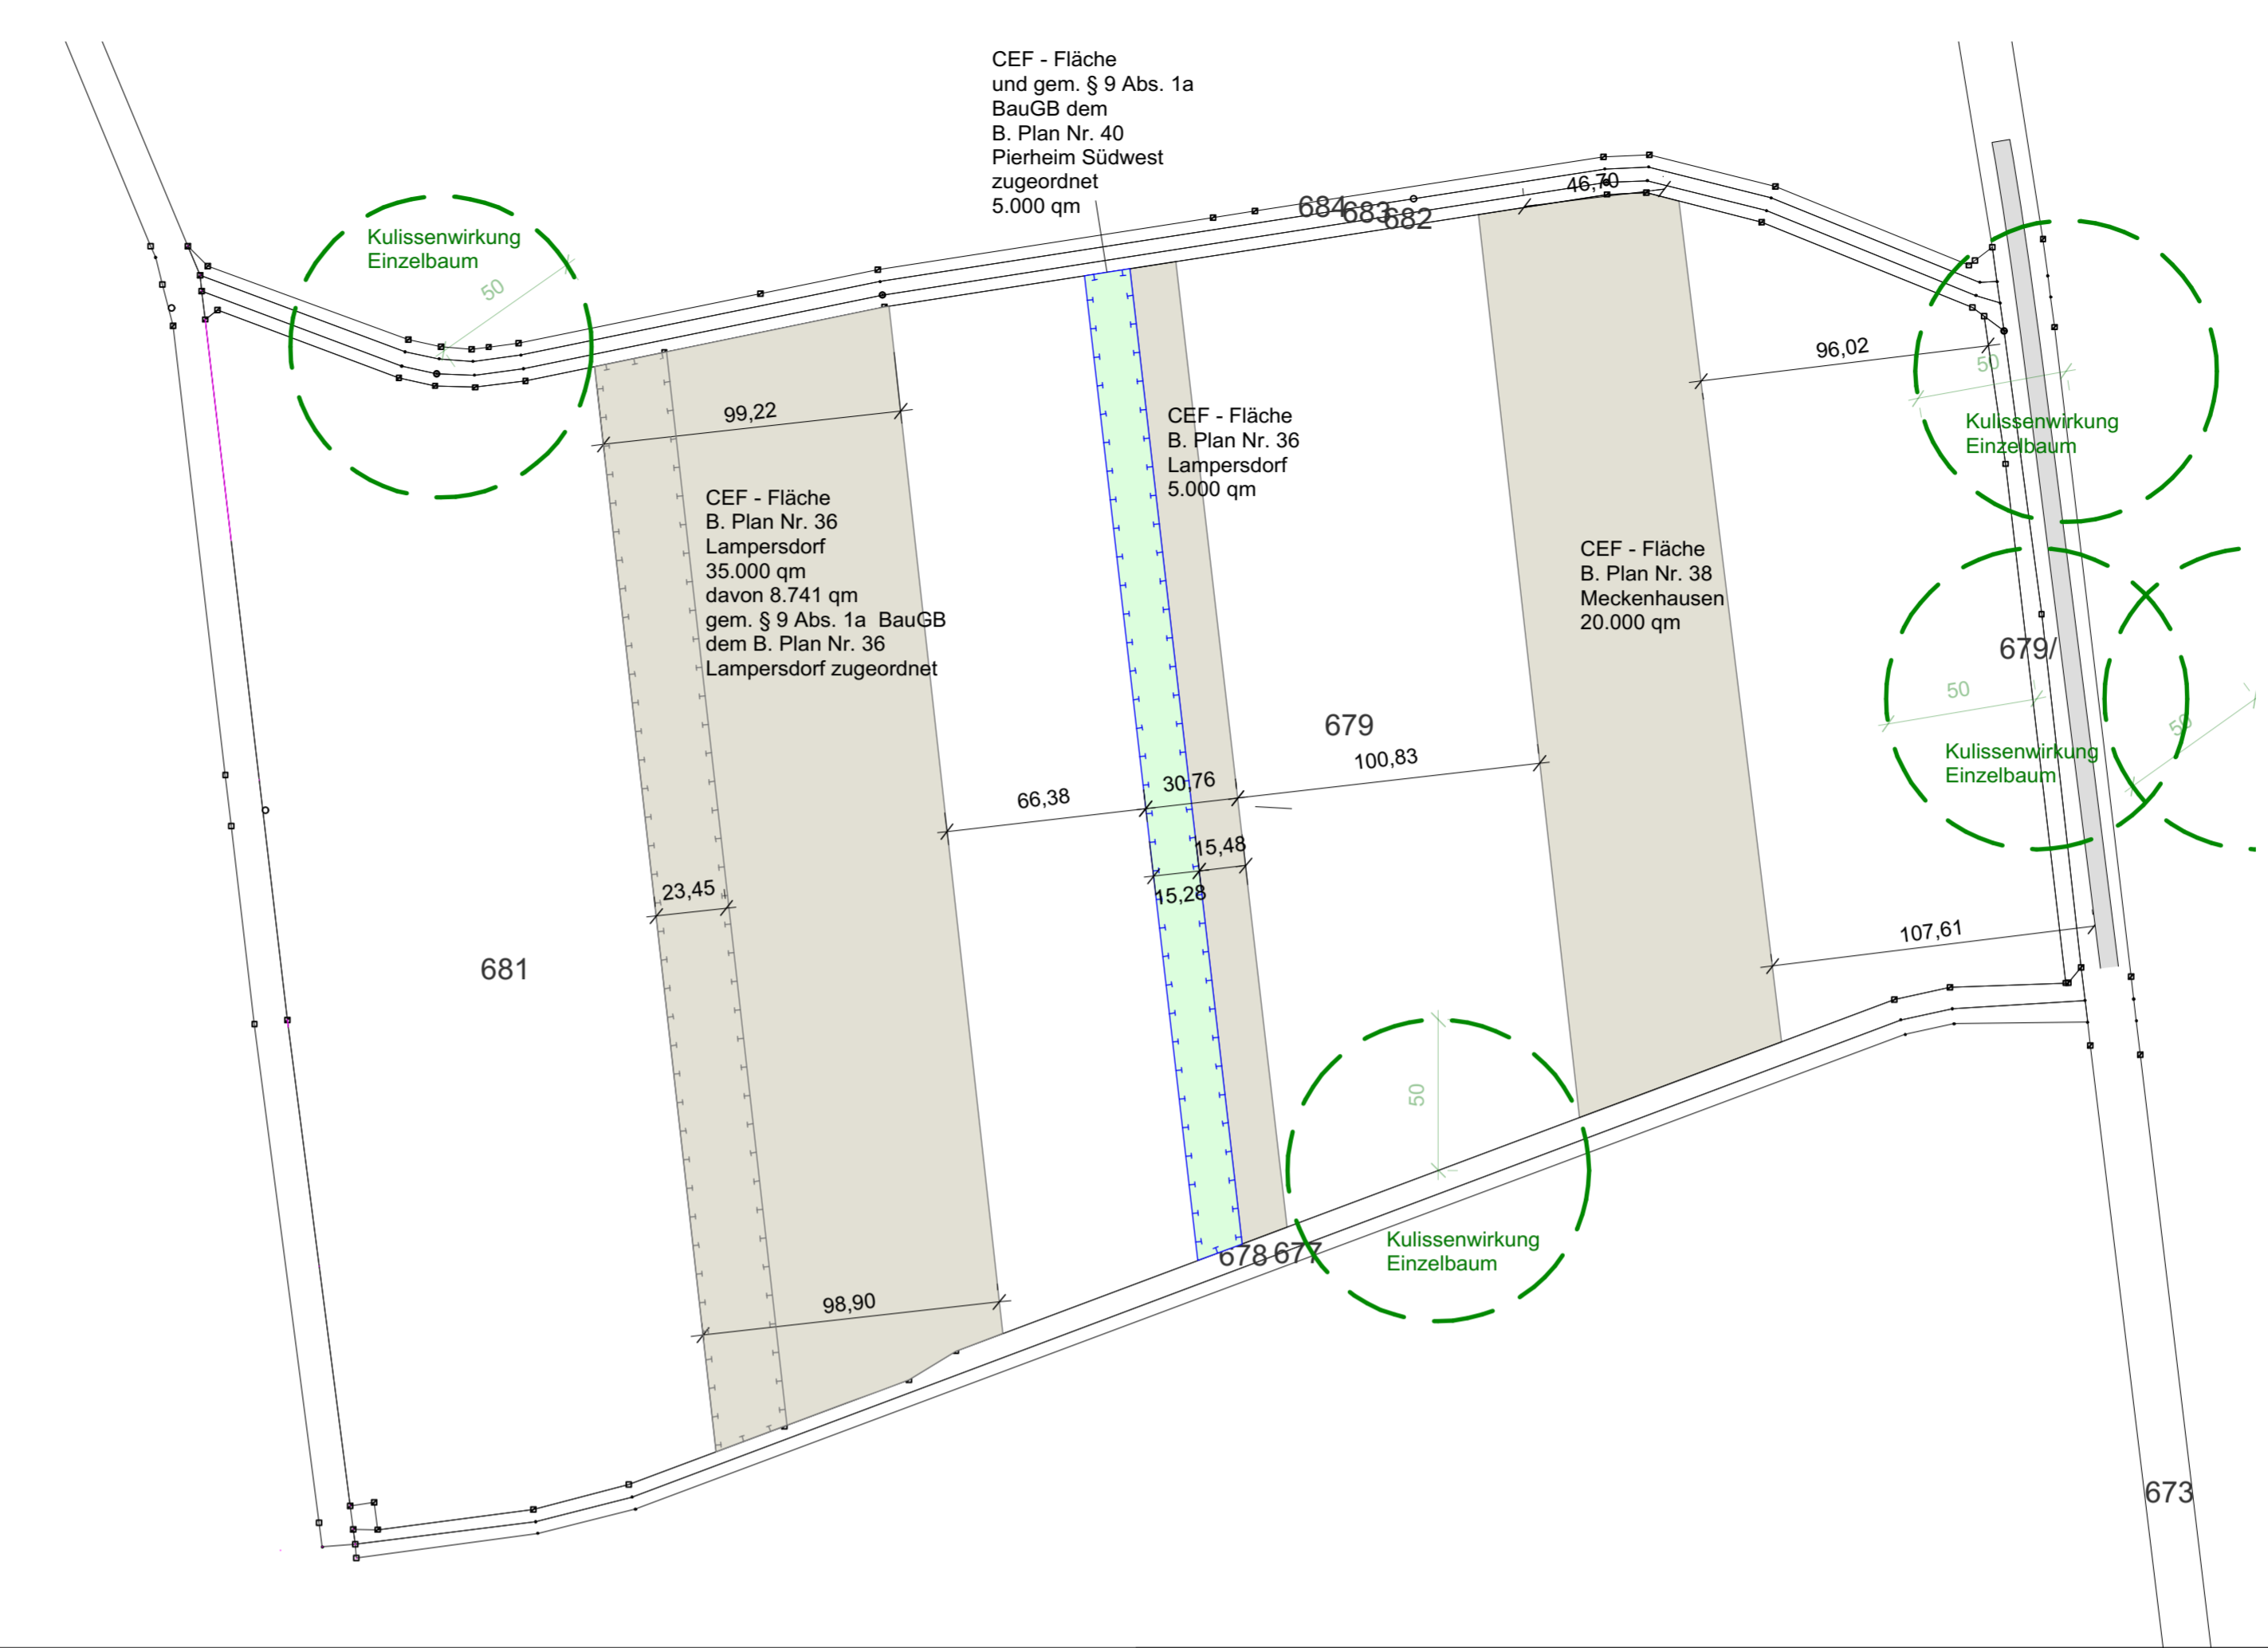 CEF - Fläche
und gem. § 9 Abs. 1a
BauGB dem
B. Plan Nr. 40
Pierheim Südwest
zugeordnet
5.000 qm
46,70
684
683
682
Kulissenwirkung
Einzelbaum
50
96,02
50
Kulissenwirkung
Einzelbaum
99,22
CEF - Fläche
B. Plan Nr. 36
Lampersdorf
5.000 qm
CEF - Fläche
B. Plan Nr. 36
Lampersdorf
35.000 qm
davon 8.741 qm
gem. § 9 Abs. 1a BauGB
dem B. Plan Nr. 36
Lampersdorf zugeordnet
CEF - Fläche
B. Plan Nr. 38
Meckenhausen
20.000 qm
679/
50
50
Kulissenwirkung
Einzelbaum
679
100,83
30,76
66,38
15,48
15,28
23,45
107,61
681
50
Kulissenwirkung
Einzelbaum
678
677
98,90
673